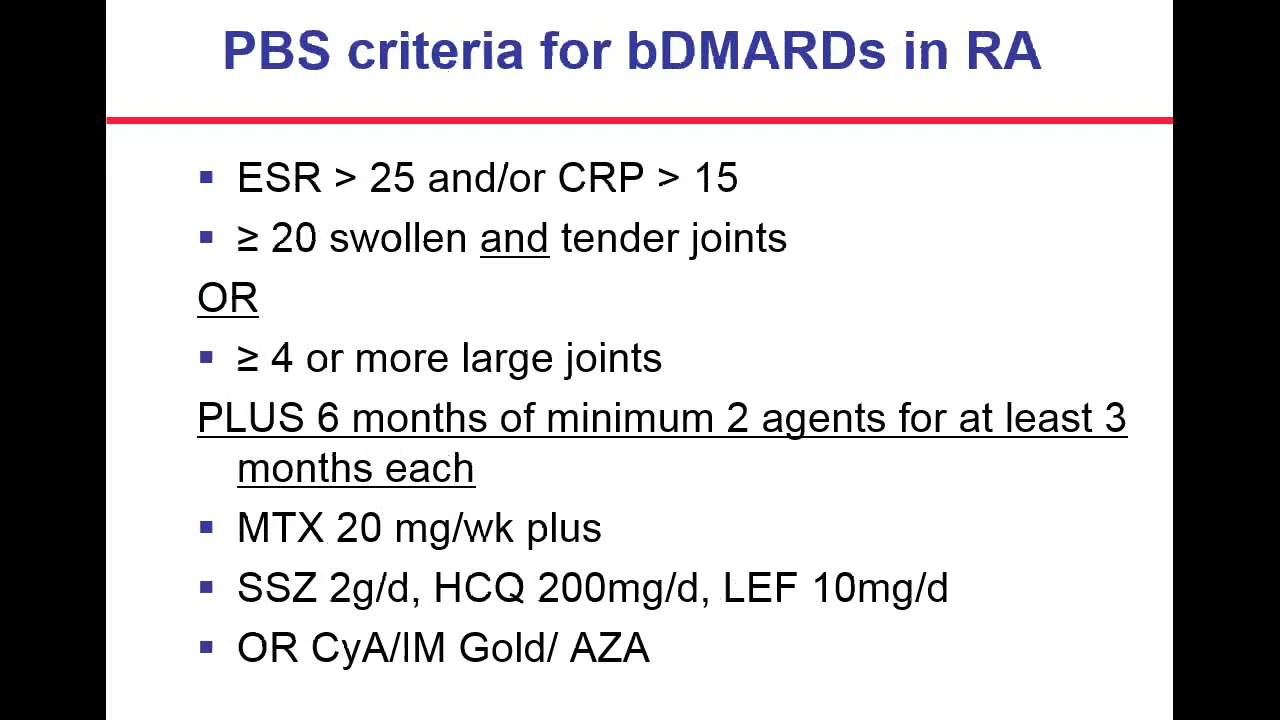 PBS criteria for bDMARDs in RA
▪ ESR > 25 and/or CRP > 15
▪ ≥ 20 swollen and tender joints
OR
▪ ≥ 4 or more large joints
PLUS 6 months of minimum 2 agents for at least 3
months each
▪ MTX 20 mg/wk plus
▪ SSZ 2g/d, HCQ 200mg/d, LEF 10mg/d
▪ OR CyA/IM Gold/ AZA